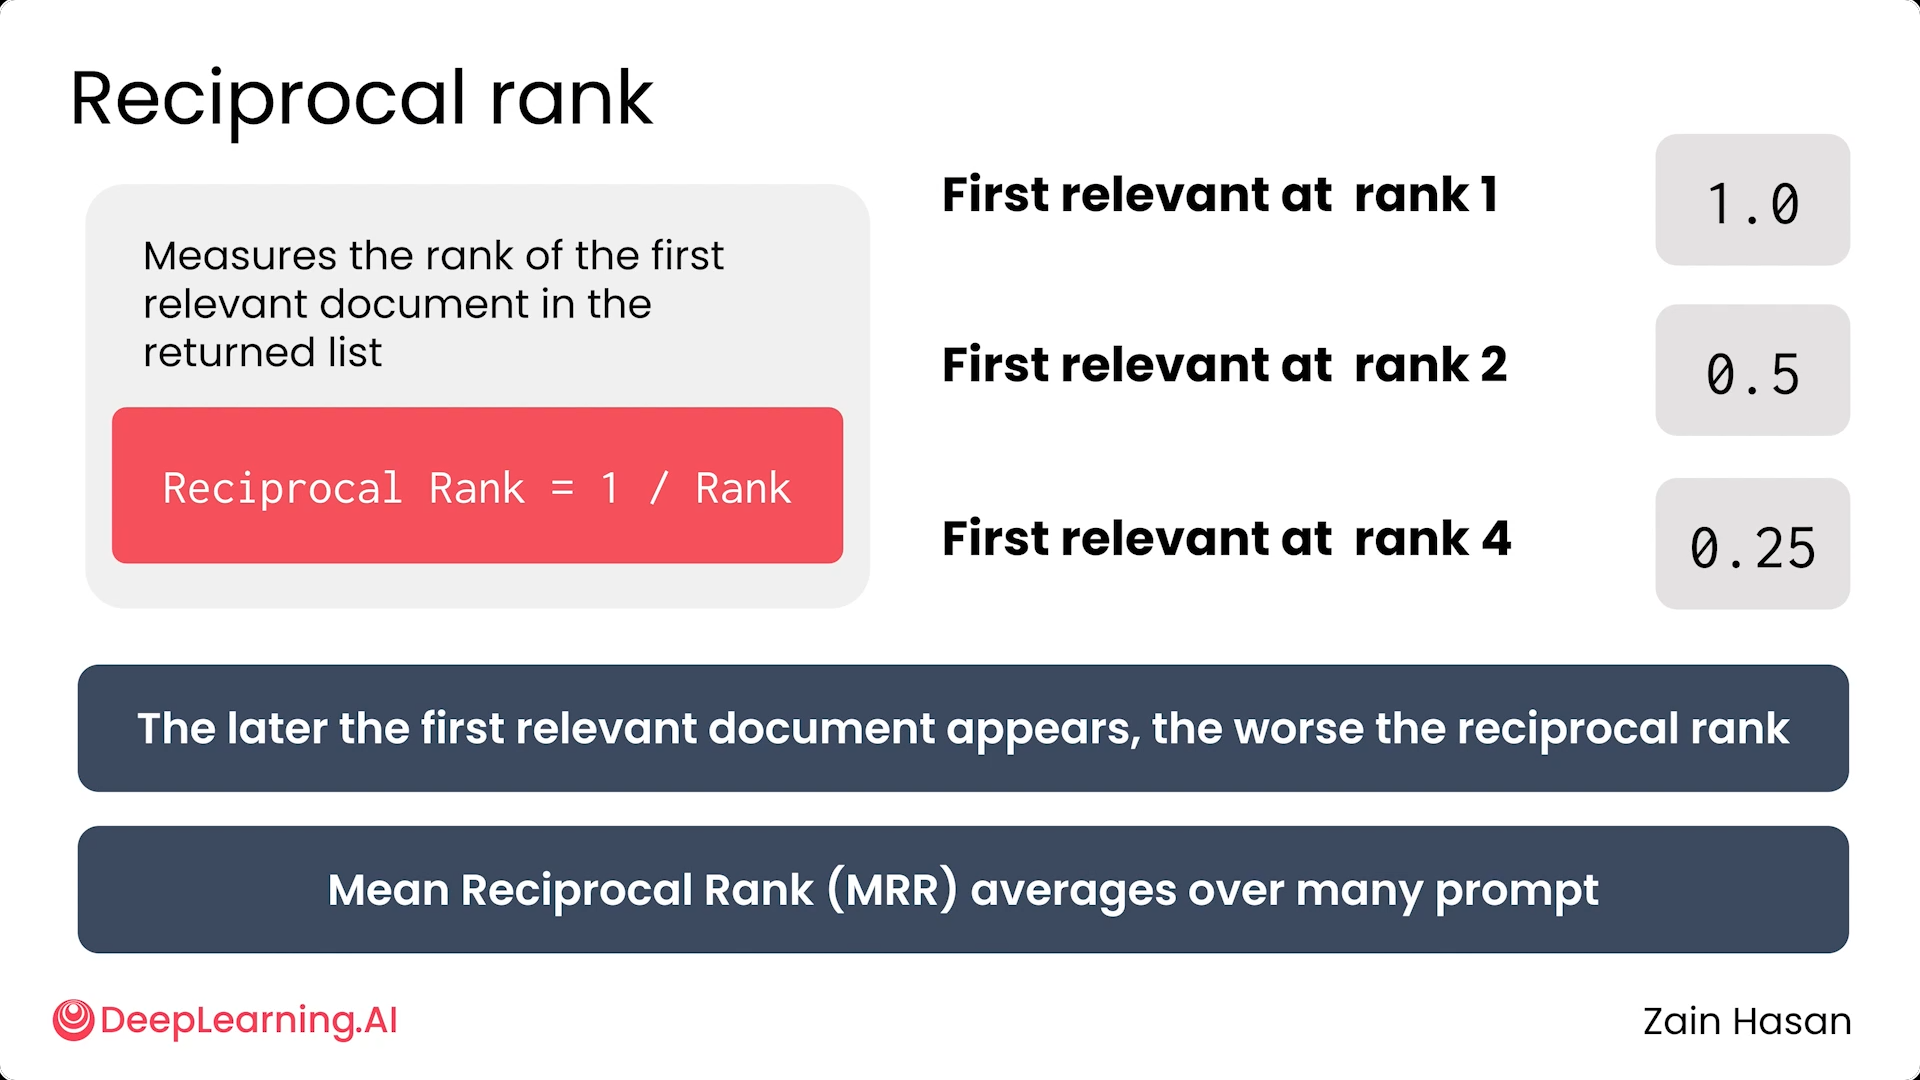 Reciprocal rank
Measures the rank of the first
relevant document in the
returned list
Reciprocal Rank = 1 / Rank
First relevant at rank 1
1.0
First relevant at rank 2
0.5
First relevant at rank 4
0.25
The later the first relevant document appears, the worse the reciprocal rank
Mean Reciprocal Rank (MRR) averages over many prompt
DeepLearning.AI
Zain Hasan